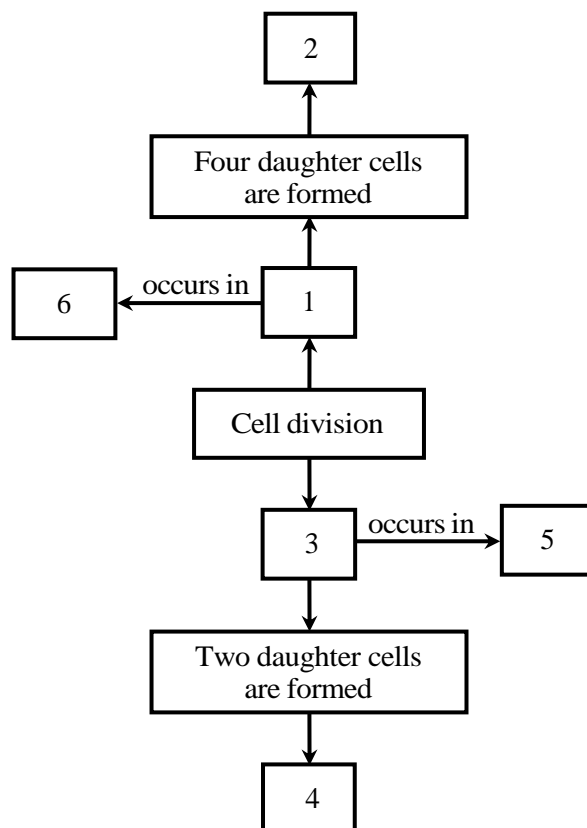 2
Four daughter cells
are formed
6
occurs in
1
Cell division
3
occurs in
5
Two daughter cells
are formed
4